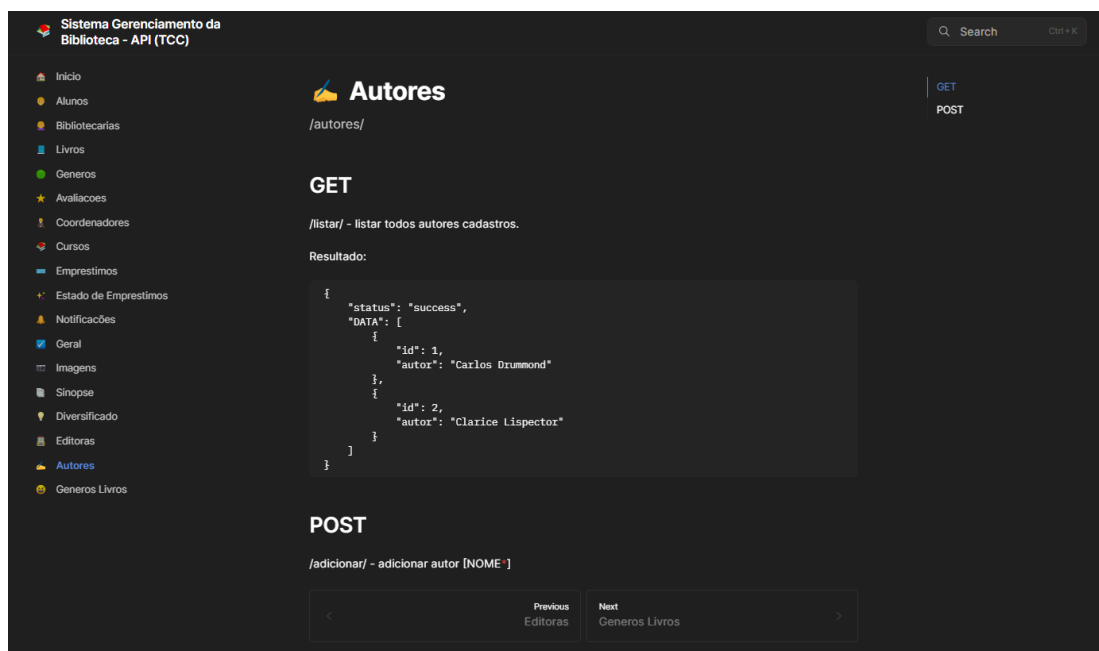 Sistema Gerenciamento da
Biblioteca - API (TCC)
Search
Ctrl + K
Inicio
Alunos
Bibliotecarias
Livros
Generos
Avaliacoes
Coordenadores
Cursos
Emprestimos
Estado de Emprestimos
Notificacões
Geral
Imagens
Sinopse
Diversificado
Editoras
Autores
Generos Livros
Autores
/autores/
GET
/listar/ - listar todos autores cadastros.
Resultado:
{
"status": "success",
"DATA": [
{
"id": 1,
"autor": "Carlos Drummond"
},
{
"id": 2,
"autor": "Clarice Lispector"
}
]
}
POST
/adicionar/ - adicionar autor [NOME*]
Previous
Editoras
Next
Generos Livros
GET
POST